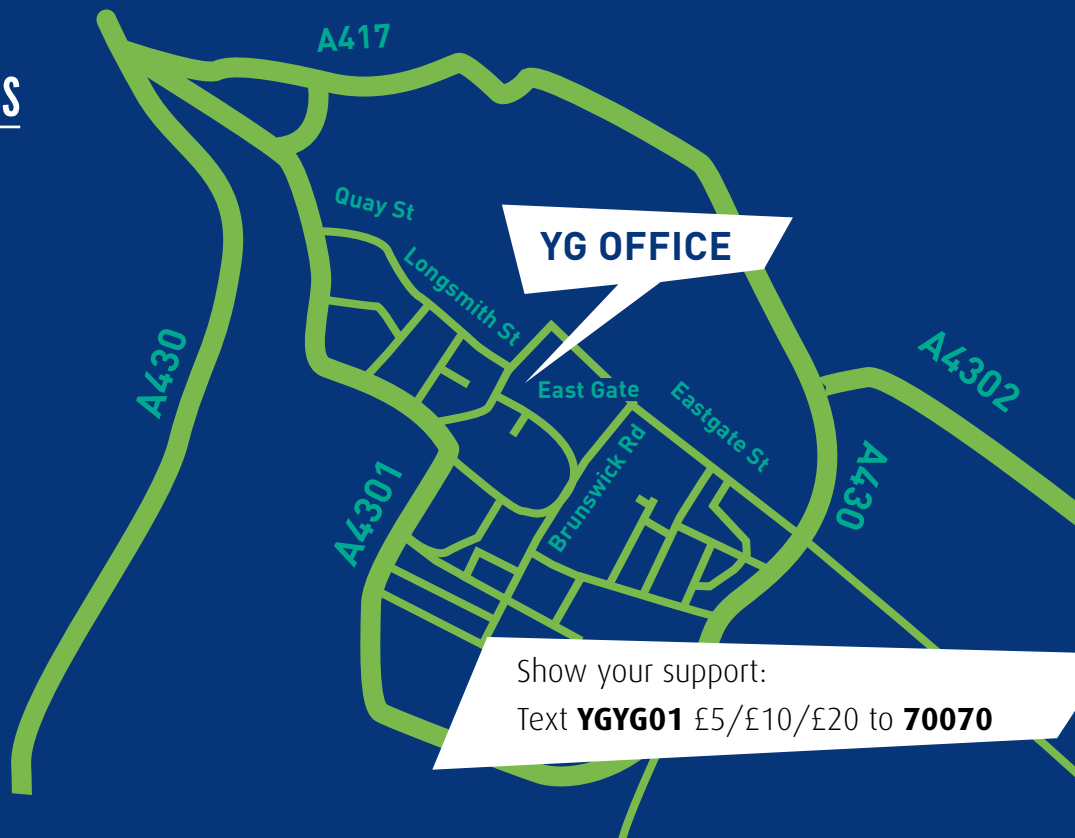 A417
S
Quay St
YG OFFICE
Longsmith St
A430
A4302
East Gate
Eastgate St
Brunswick Rd
A430
A4301
Show your support:
Text YGYG01 £5/£10/£20 to 70070